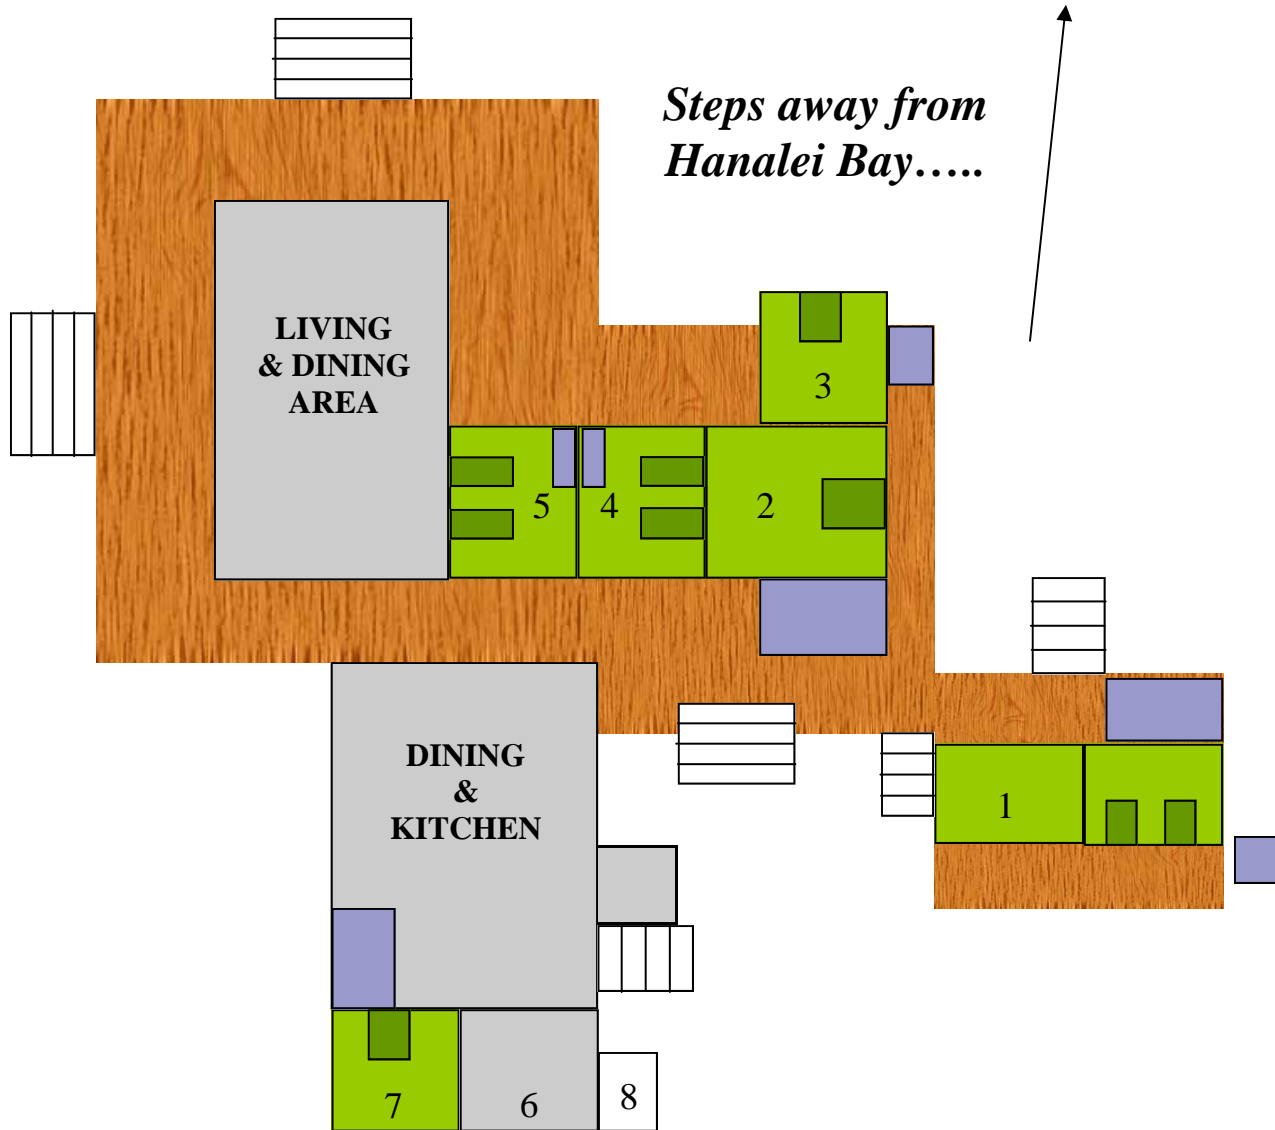 Steps away from
Hanalei Bay…..
LIVING
& DINING
AREA
3
5
4
2
DINING
&
KITCHEN
1
7
6
8